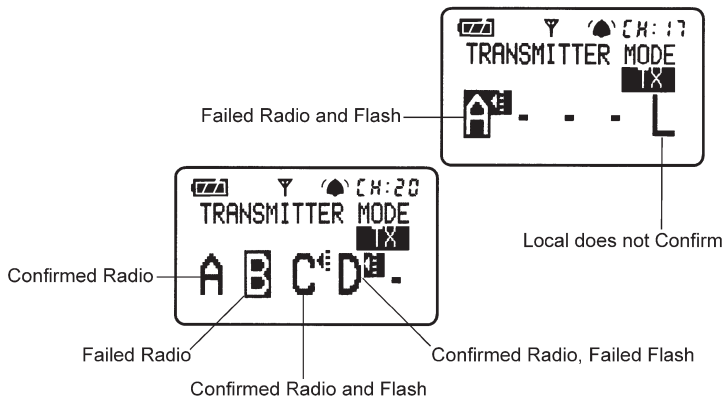 CH:17
TRANSMITTER MODE
TX
Failed Radio and Flash
A - - - L
Local does not Confirm
CH:20
TRANSMITTER MODE
TX
Confirmed Radio
A B C D -
Failed Radio
Confirmed Radio, Failed Flash
Confirmed Radio and Flash